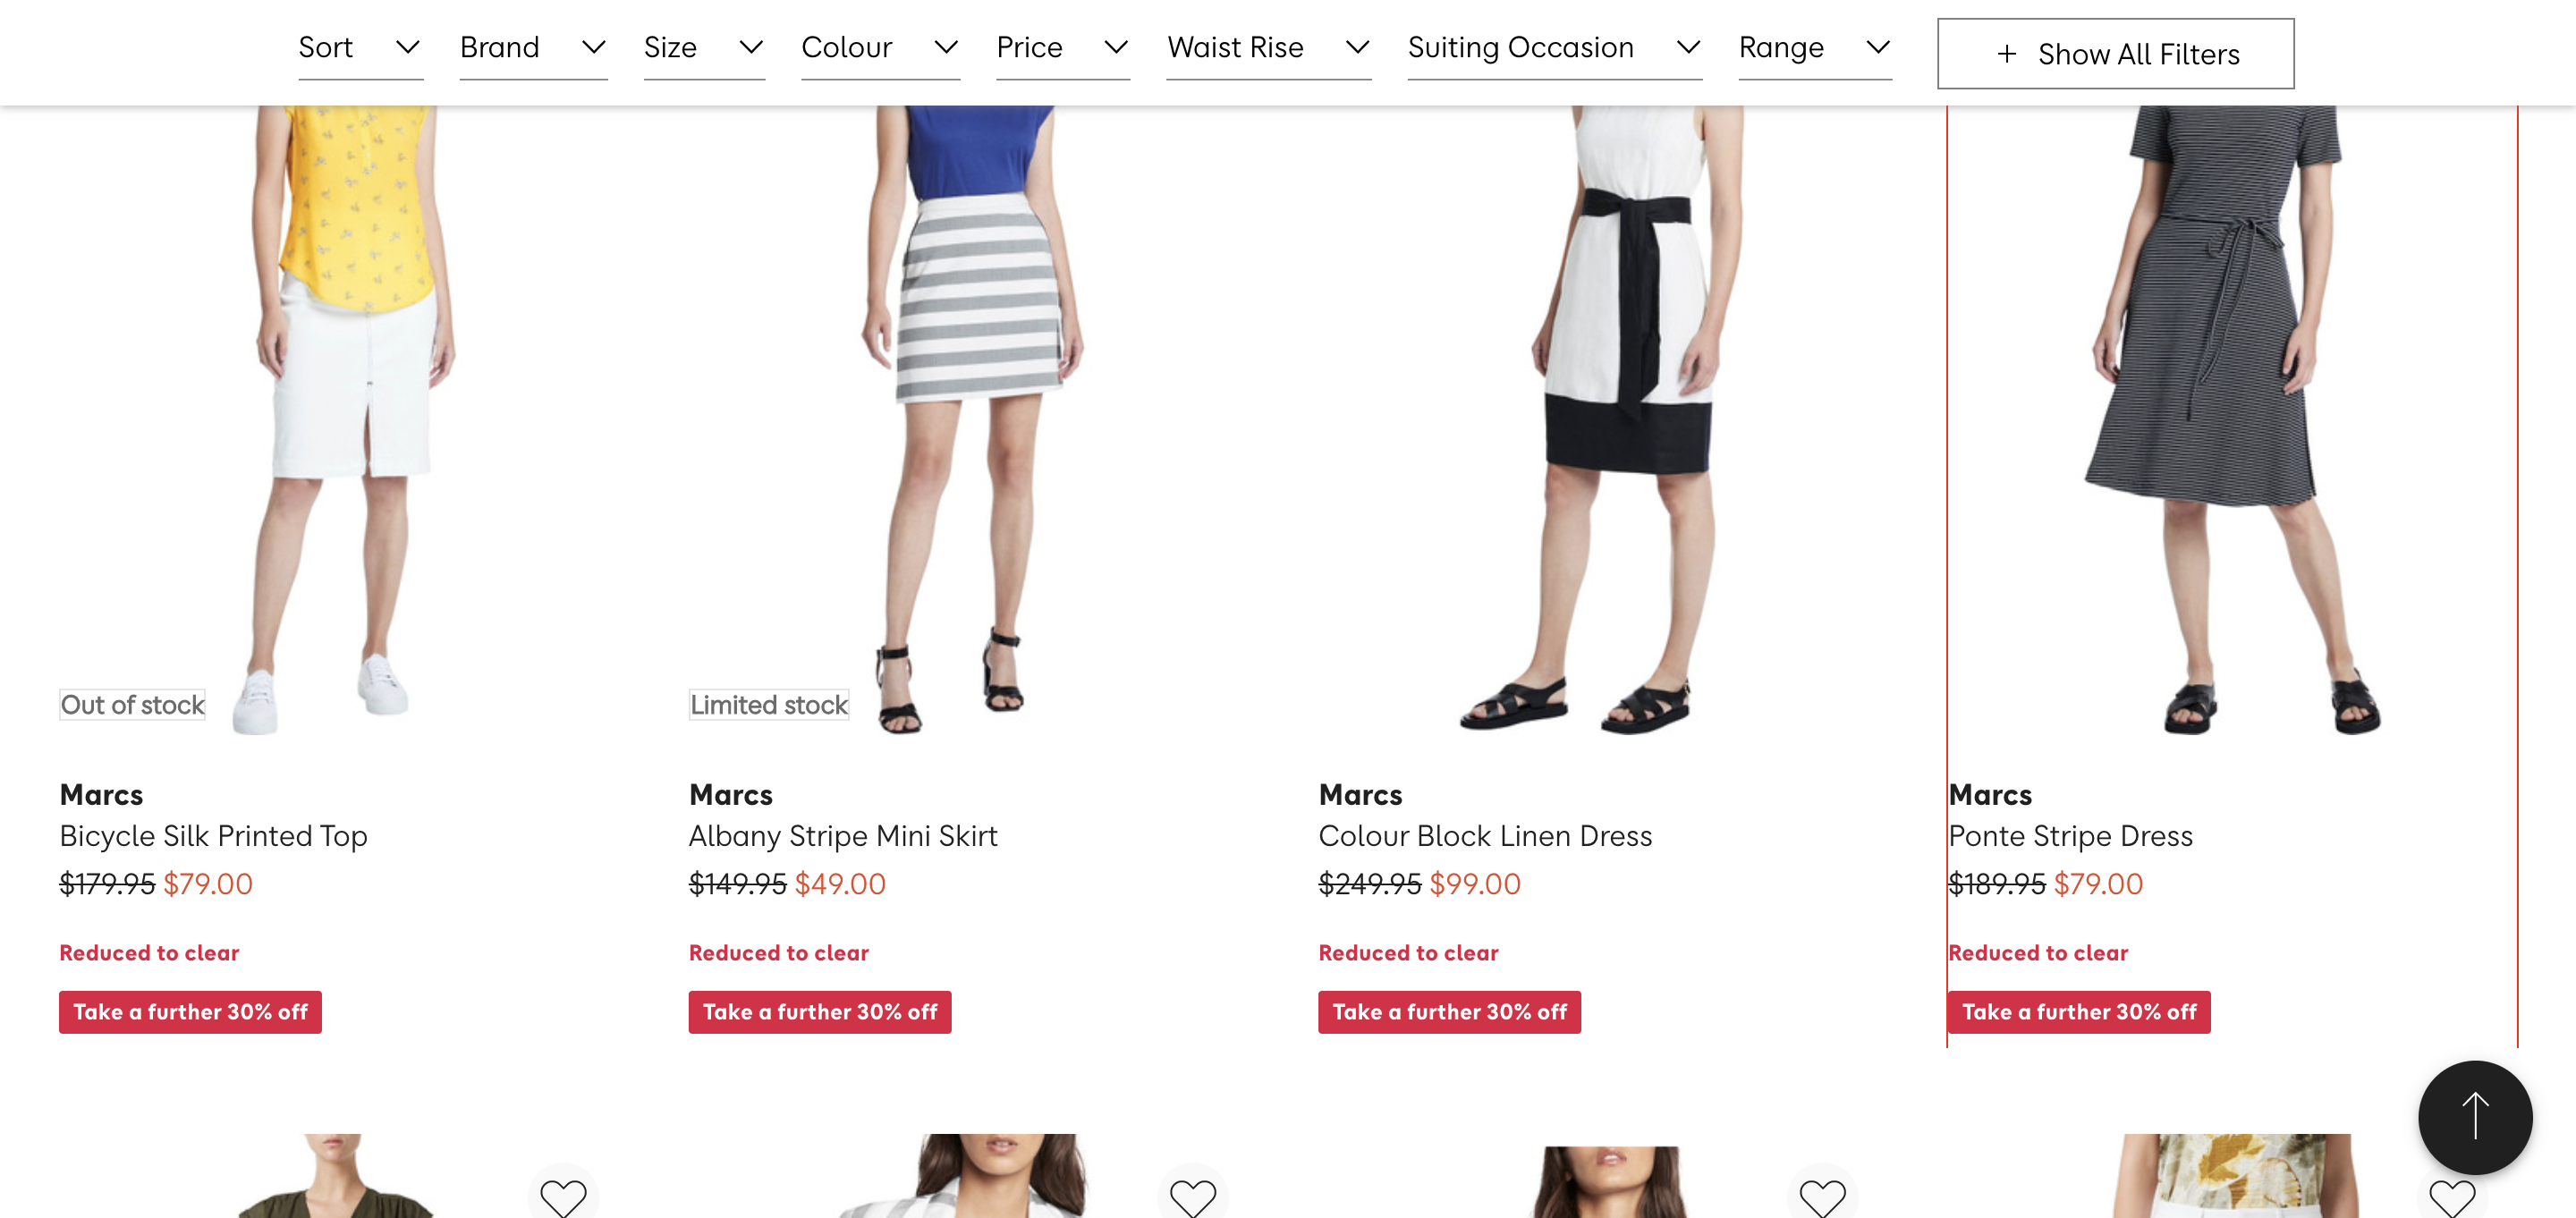 Sort
Brand
Size
Colour
Price
Waist Rise
Suiting Occasion
Range
+ Show All Filters
Out of stock
Limited stock
Marcs
Bicycle Silk Printed Top
$179.95 $79.00
Reduced to clear
Take a further 30% off
Marcs
Albany Stripe Mini Skirt
$149.95 $49.00
Reduced to clear
Take a further 30% off
Marcs
Colour Block Linen Dress
$249.95 $99.00
Reduced to clear
Take a further 30% off
Marcs
Ponte Stripe Dress
$189.95 $79.00
Reduced to clear
Take a further 30% off